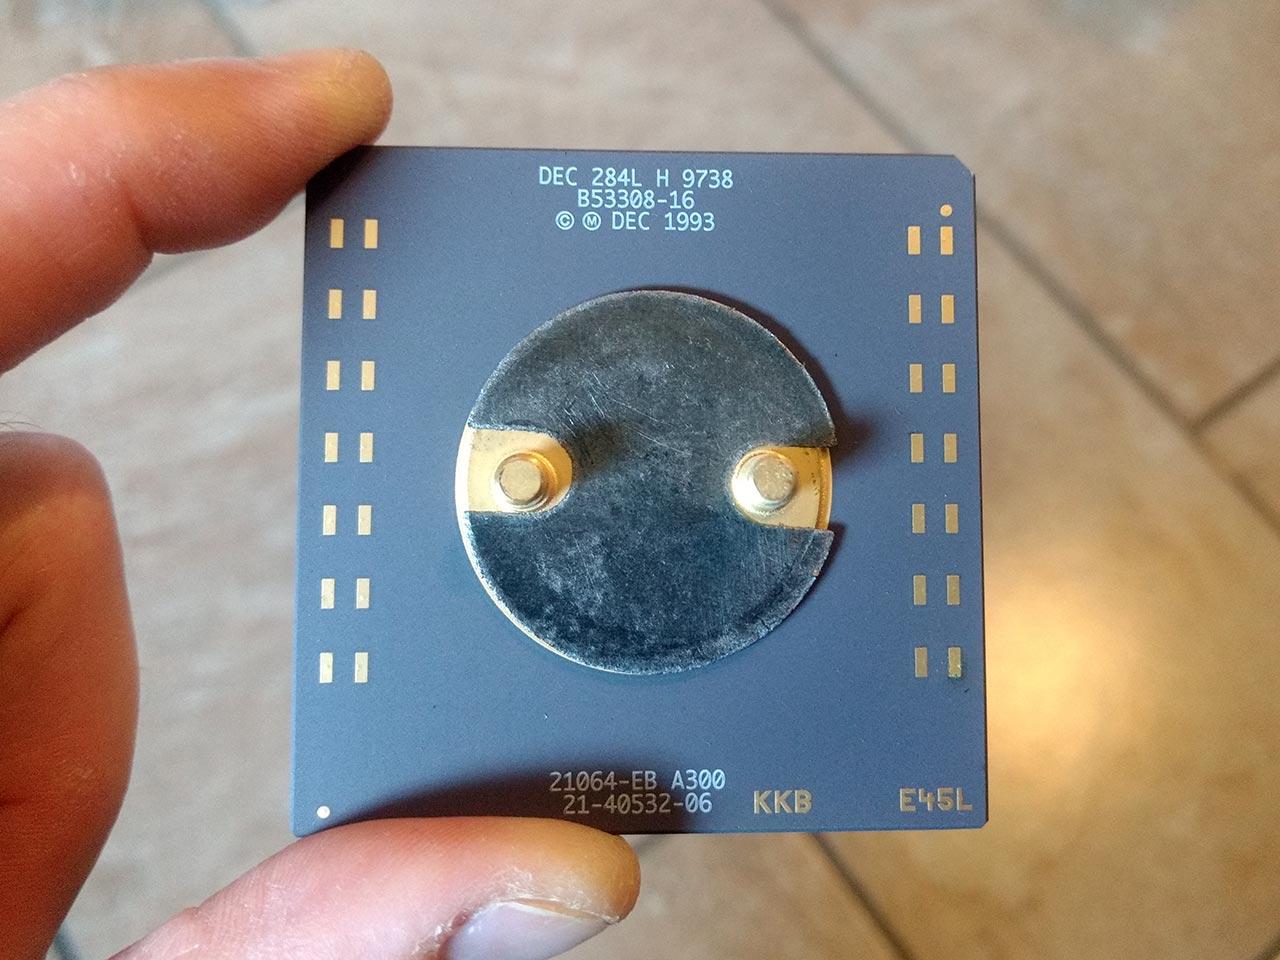 DEC 284L H 9738
B53308-16
© Ⓜ DEC 1993
21064-EB A300
21-40532-06
KKB
E45L